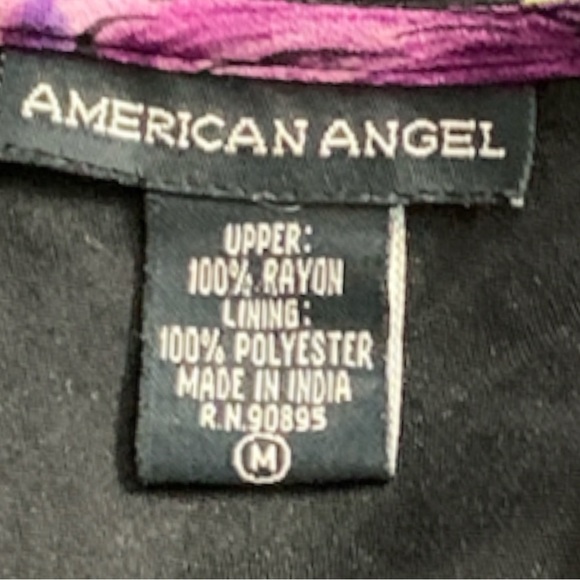 AMERICAN ANGEL
UPPER:
100% RAYON
LINING:
100% POLYESTER
MADE IN INDIA
R.N.90895
M